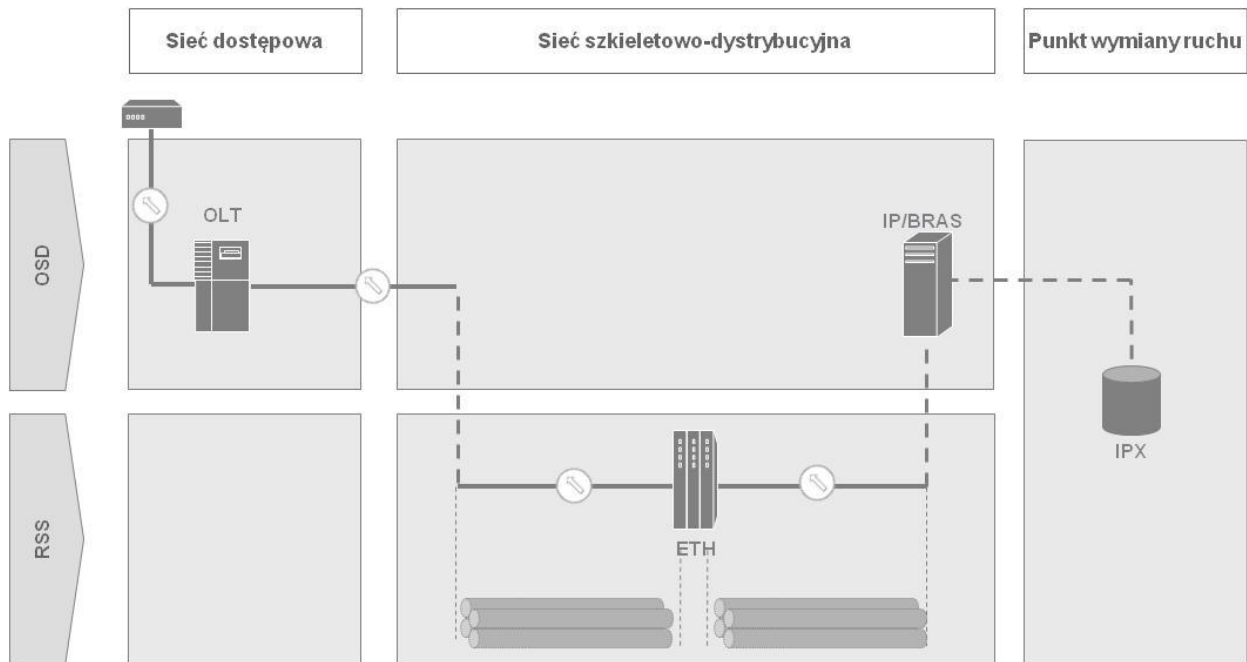 Sieć dostępowa
Sieć szkieletowo-dystrybucyjna
Punkt wymiany ruchu
OSD
OLT
IP/BRAS
IPX
RSS
ETH